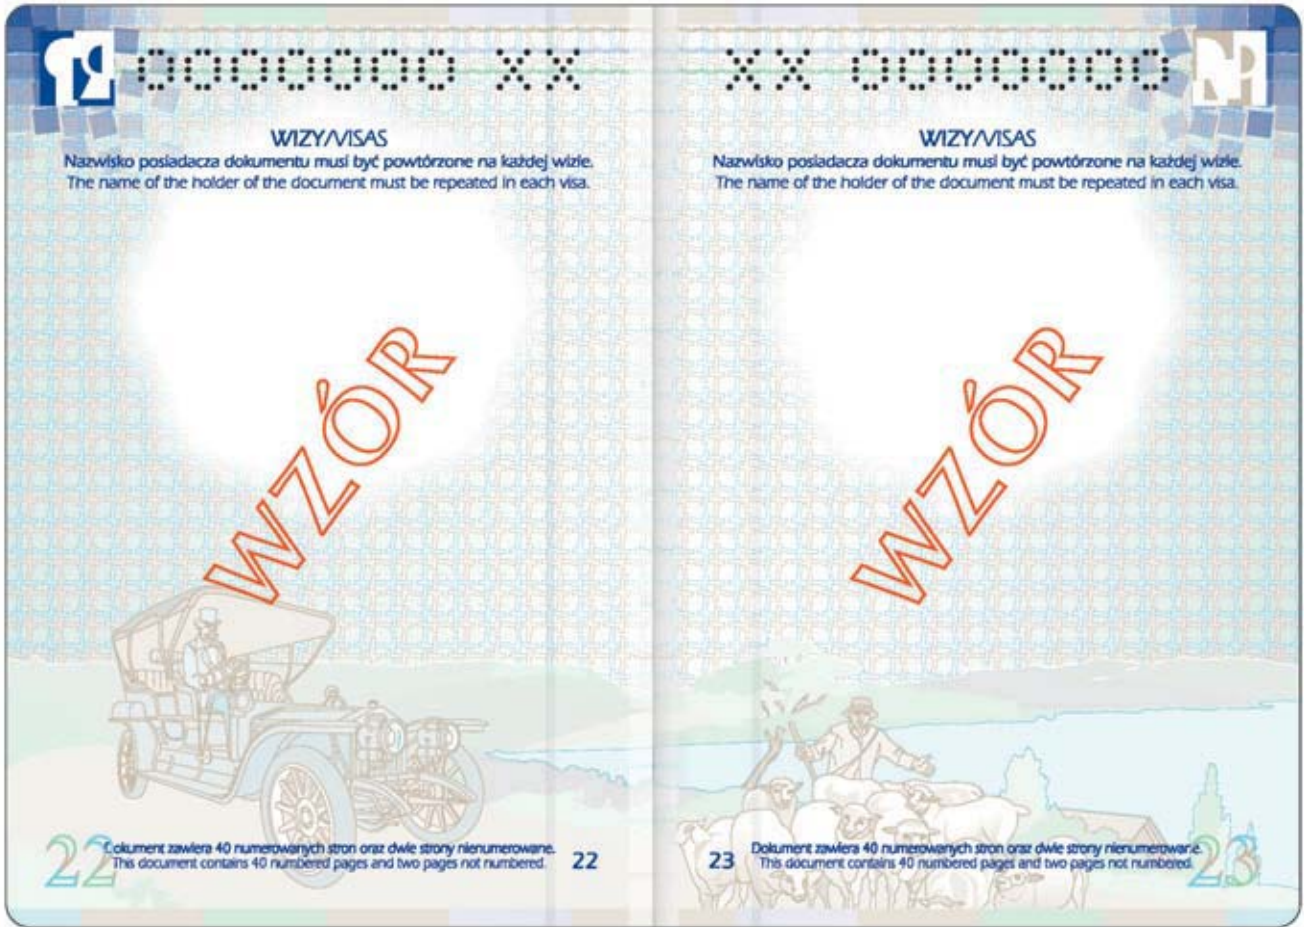 0000000 XX
WIZY/VISAS
Nazwisko posiadacza dokumentu musi być powtórzone na każdej wizie.
The name of the holder of the document must be repeated in each visa.
WZÓR
22
Dokument zawiera 40 numerowanych stron oraz dwie strony nienumerowane.
This document contains 40 numbered pages and two pages not numbered.
22
XX 0000000
WIZY/VISAS
Nazwisko posiadacza dokumentu musi być powtórzone na każdej wizie.
The name of the holder of the document must be repeated in each visa.
WZÓR
23
Dokument zawiera 40 numerowanych stron oraz dwie strony nienumerowane.
This document contains 40 numbered pages and two pages not numbered.
23